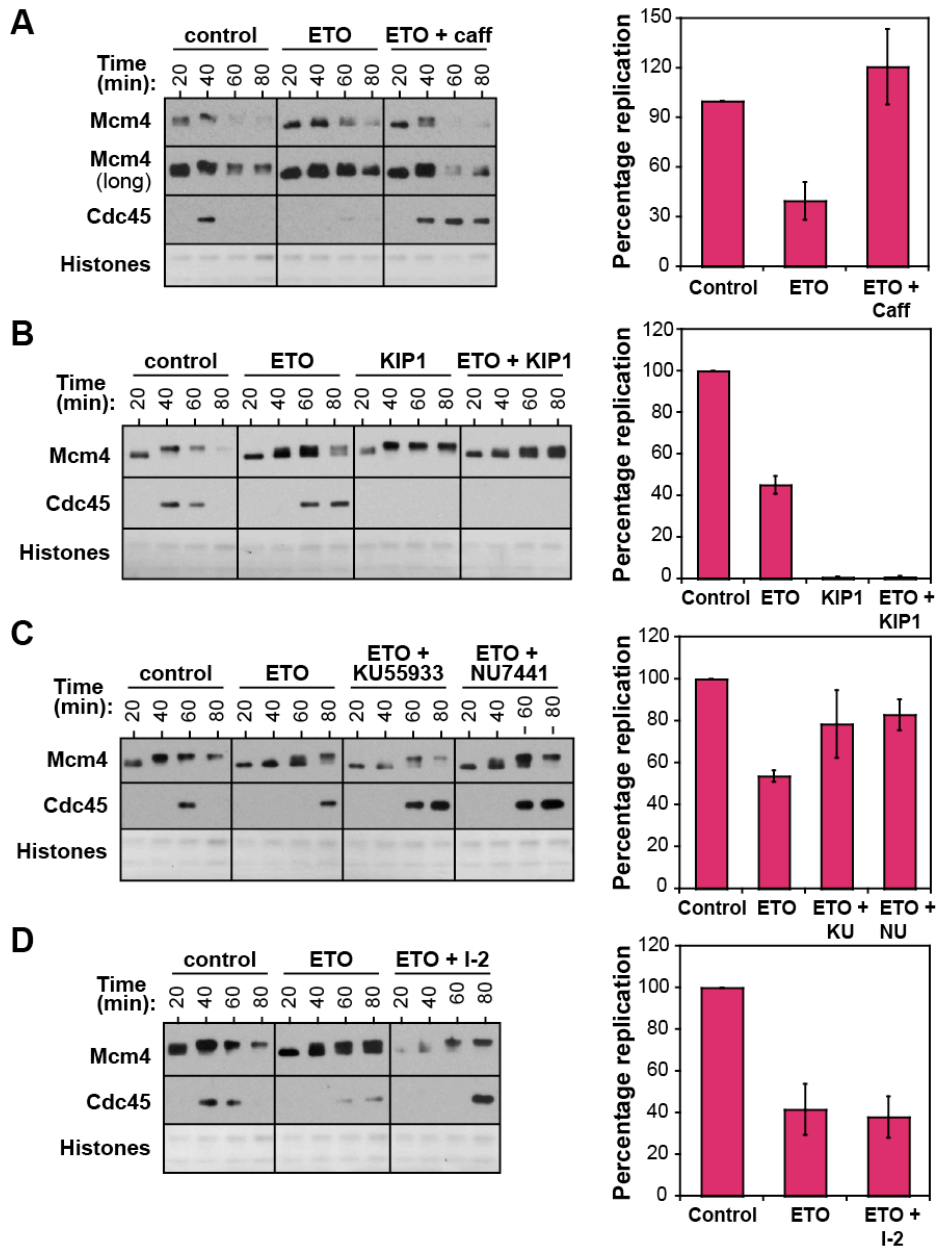 A
control ETO ETO + caff
Time
(min): 20 40 60 80 20 40 60 80 20 40 60 80
Mcm4
Mcm4
(long)
Cdc45
Histones
Percentage replication
150
120
90
60
30
0
Control ETO ETO +
Caff
B
control ETO KIP1 ETO + KIP1
Time
(min): 20 40 60 80 20 40 60 80 20 40 60 80 20 40 60 80
Mcm4
Cdc45
Histones
Percentage replication
120
100
80
60
40
20
0
Control ETO KIP1 ETO +
KIP1
C
control ETO ETO + ETO +
KU55933 NU7441
Time
(min): 20 40 60 80 20 40 60 80 20 40 60 80 20 40 60 80
Mcm4
Cdc45
Histones
Percentage replication
120
100
80
60
40
20
0
Control ETO ETO + ETO +
KU NU
D
control ETO ETO + I-2
Time
(min): 20 40 60 80 20 40 60 80 20 40 60 80
Mcm4
Cdc45
Histones
Percentage replication
120
100
80
60
40
20
0
Control ETO ETO +
I-2